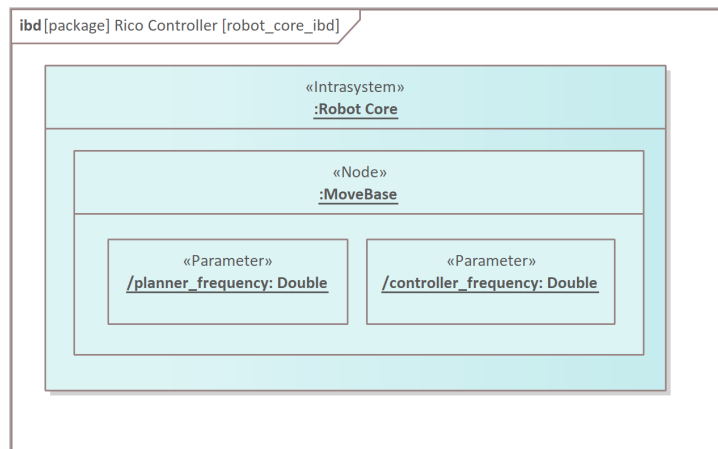 ibd [package] Rico Controller [robot_core_ibd]
«Intrasystem»
:Robot Core
«Node»
:MoveBase
«Parameter»
/planner_frequency: Double
«Parameter»
/controller_frequency: Double